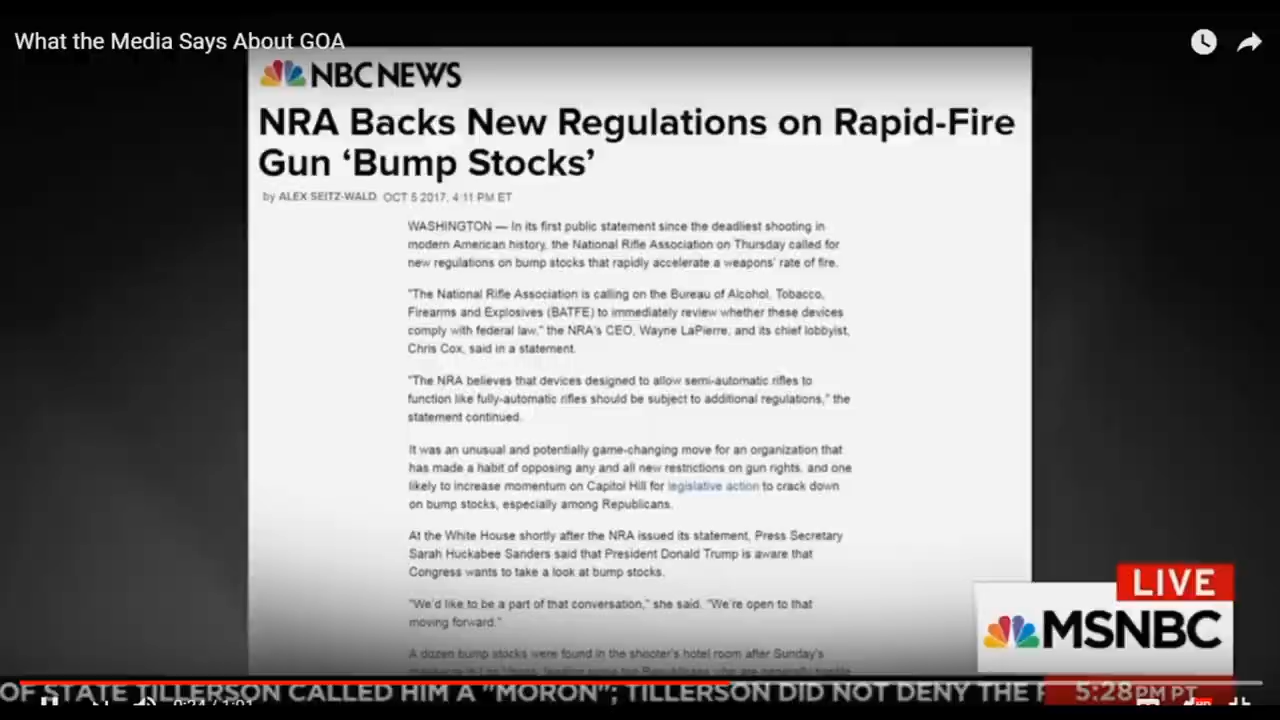 What the Media Says About GOA
NBC NEWS
NRA Backs New Regulations on Rapid-Fire
Gun ‘Bump Stocks’
by ALEX SEITZ-WALD OCT 5 2017, 4:11 PM ET
WASHINGTON — In its first public statement since the deadliest shooting in
modern American history, the National Rifle Association on Thursday called for
new regulations on bump stocks that rapidly accelerate a weapons' rate of fire.
"The National Rifle Association is calling on the Bureau of Alcohol, Tobacco,
Firearms and Explosives (BATFE) to immediately review whether these devices
comply with federal law," the NRA's CEO, Wayne LaPierre, and its chief lobbyist,
Chris Cox, said in a statement.
"The NRA believes that devices designed to allow semi-automatic rifles to
function like fully-automatic rifles should be subject to additional regulations," the
statement continued.
It was an unusual and potentially game-changing move for an organization that
has made a habit of opposing any and all new restrictions on gun rights, and one
likely to increase momentum on Capitol Hill for legislative action to crack down
on bump stocks, especially among Republicans.
At the White House shortly after the NRA issued its statement, Press Secretary
Sarah Huckabee Sanders said that President Donald Trump is aware that
Congress wants to take a look at bump stocks.
"We'd like to be a part of that conversation," she said. "We're open to that
moving forward."
A dozen bump stocks were found in the shooter's hotel room after Sunday's
LIVE
MSNBC
OF STATE TILLERSON CALLED HIM A "MORON"; TILLERSON DID NOT DENY THE
5:28 PM PT
0:34 / 1:01